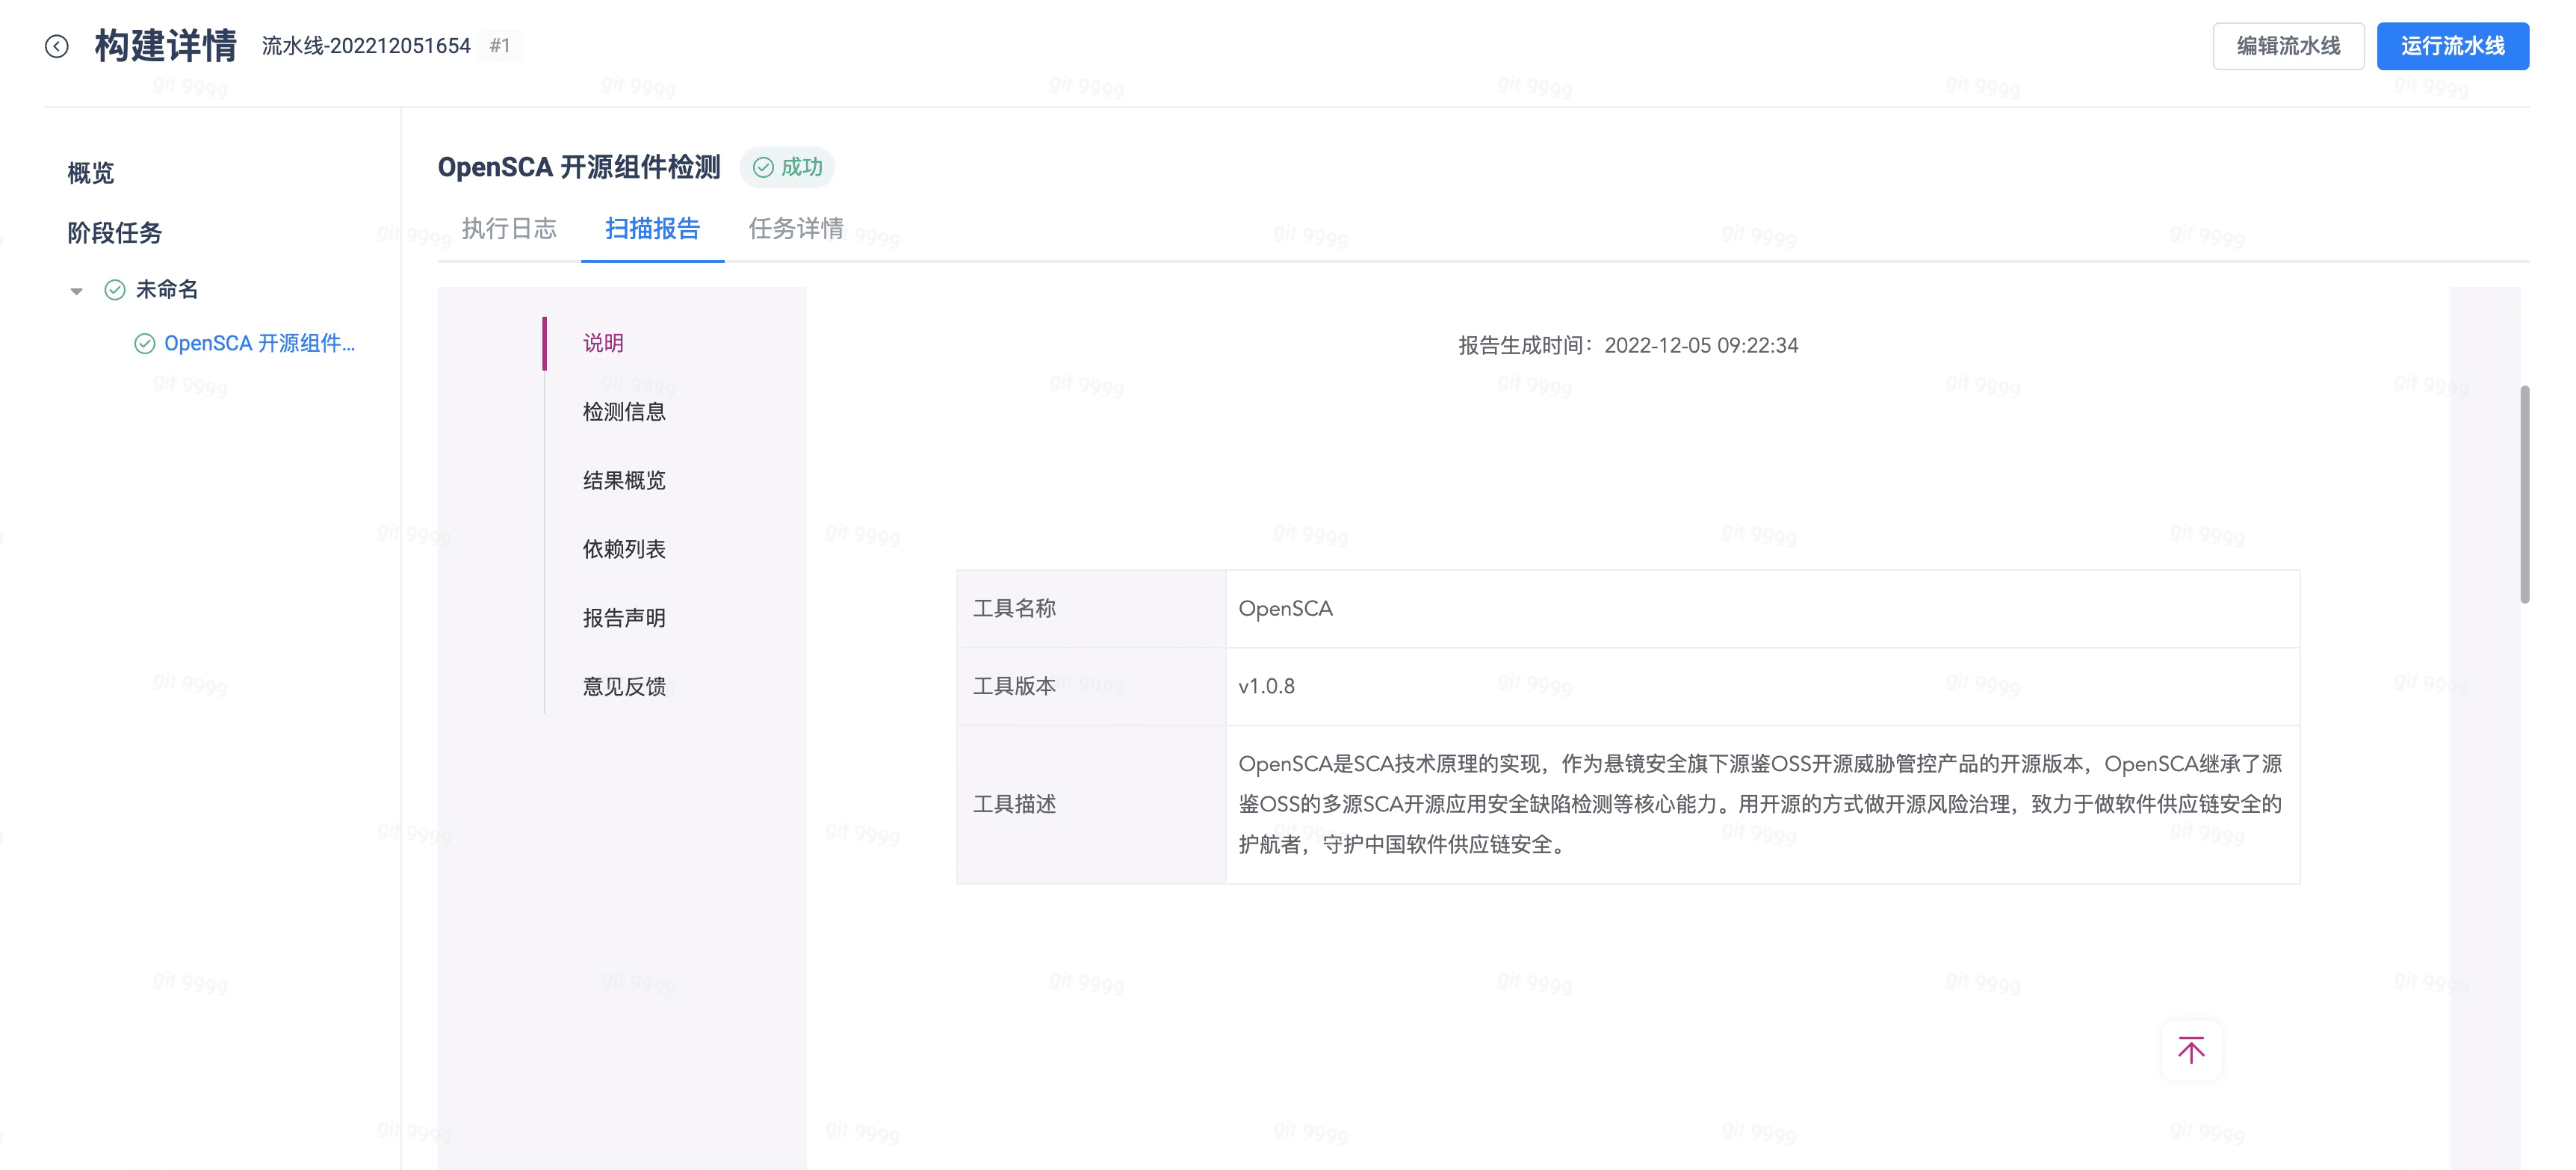 构建详情 流水线-202212051654 #1 编辑流水线 运行流水线
概览
阶段任务
未命名
OpenSCA 开源组件...
OpenSCA 开源组件检测 成功
执行日志 扫描报告 任务详情
说明
检测信息
结果概览
依赖列表
报告声明
意见反馈
报告生成时间：2022-12-05 09:22:34
工具名称 OpenSCA
工具版本 v1.0.8
工具描述 OpenSCA是SCA技术原理的实现，作为悬镜安全旗下源鉴OSS开源威胁管控产品的开源版本，OpenSCA继承了源
鉴OSS的多源SCA开源应用安全缺陷检测等核心能力。用开源的方式做开源风险治理，致力于做软件供应链安全的
护航者，守护中国软件供应链安全。
git 9999